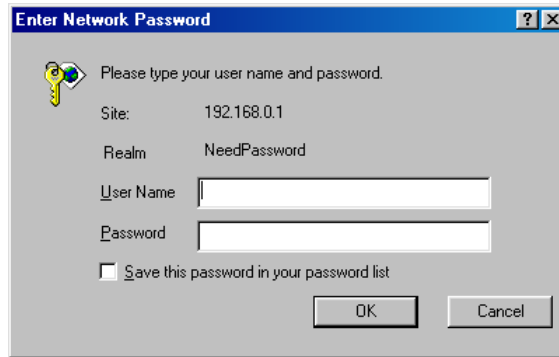 Enter Network Password
Please type your user name and password.
Site: 192.168.0.1
Realm NeedPassword
User Name
Password
Save this password in your password list
OK Cancel